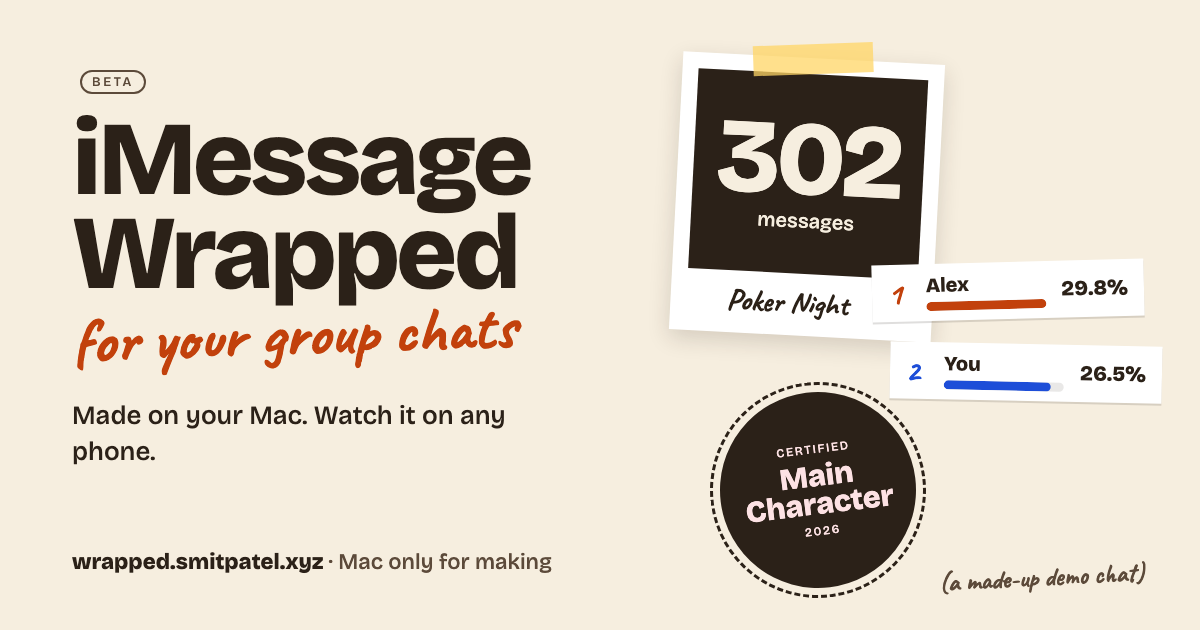 BETA
iMessage
Wrapped
for your group chats
Made on your Mac. Watch it on any
phone.
wrapped.smitpatel.xyz · Mac only for making
302
messages
Poker Night
1 Alex 29.8%
2 You 26.5%
CERTIFIED
Main
Character
2026
(a made-up demo chat)